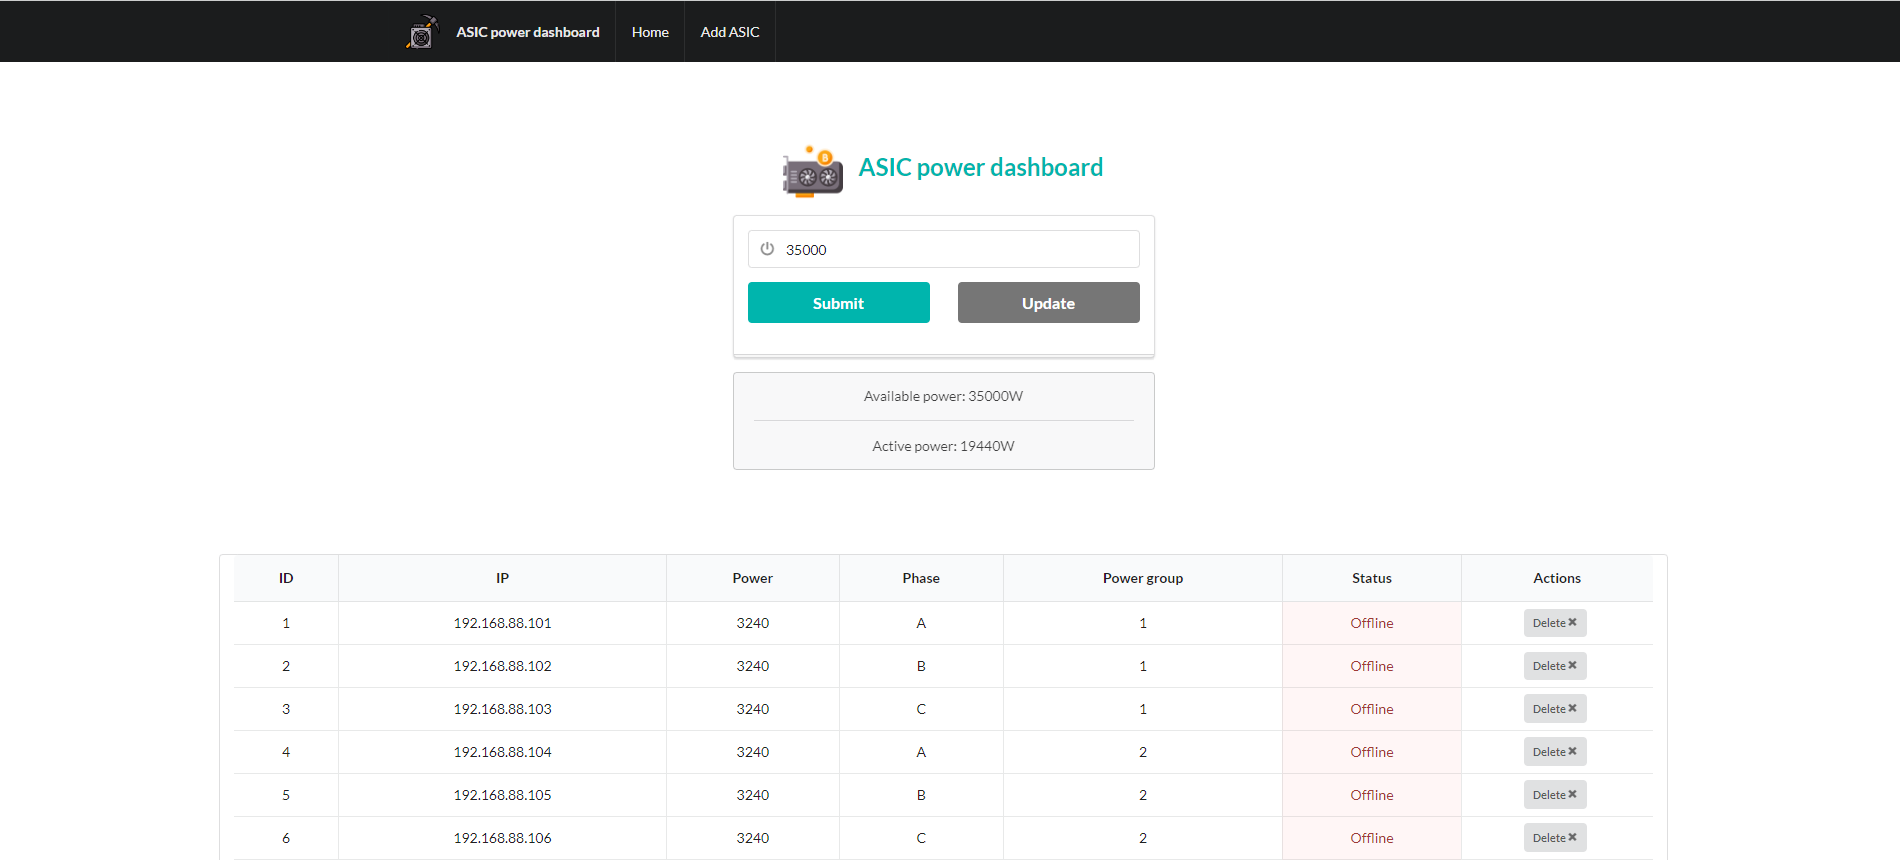 ASIC power dashboard Home Add ASIC
ASIC power dashboard
35000
Submit Update
Available power: 35000W
Active power: 19440W
ID IP Power Phase Power group Status Actions
1 192.168.88.101 3240 A 1 Offline Delete
2 192.168.88.102 3240 B 1 Offline Delete
3 192.168.88.103 3240 C 1 Offline Delete
4 192.168.88.104 3240 A 2 Offline Delete
5 192.168.88.105 3240 B 2 Offline Delete
6 192.168.88.106 3240 C 2 Offline Delete